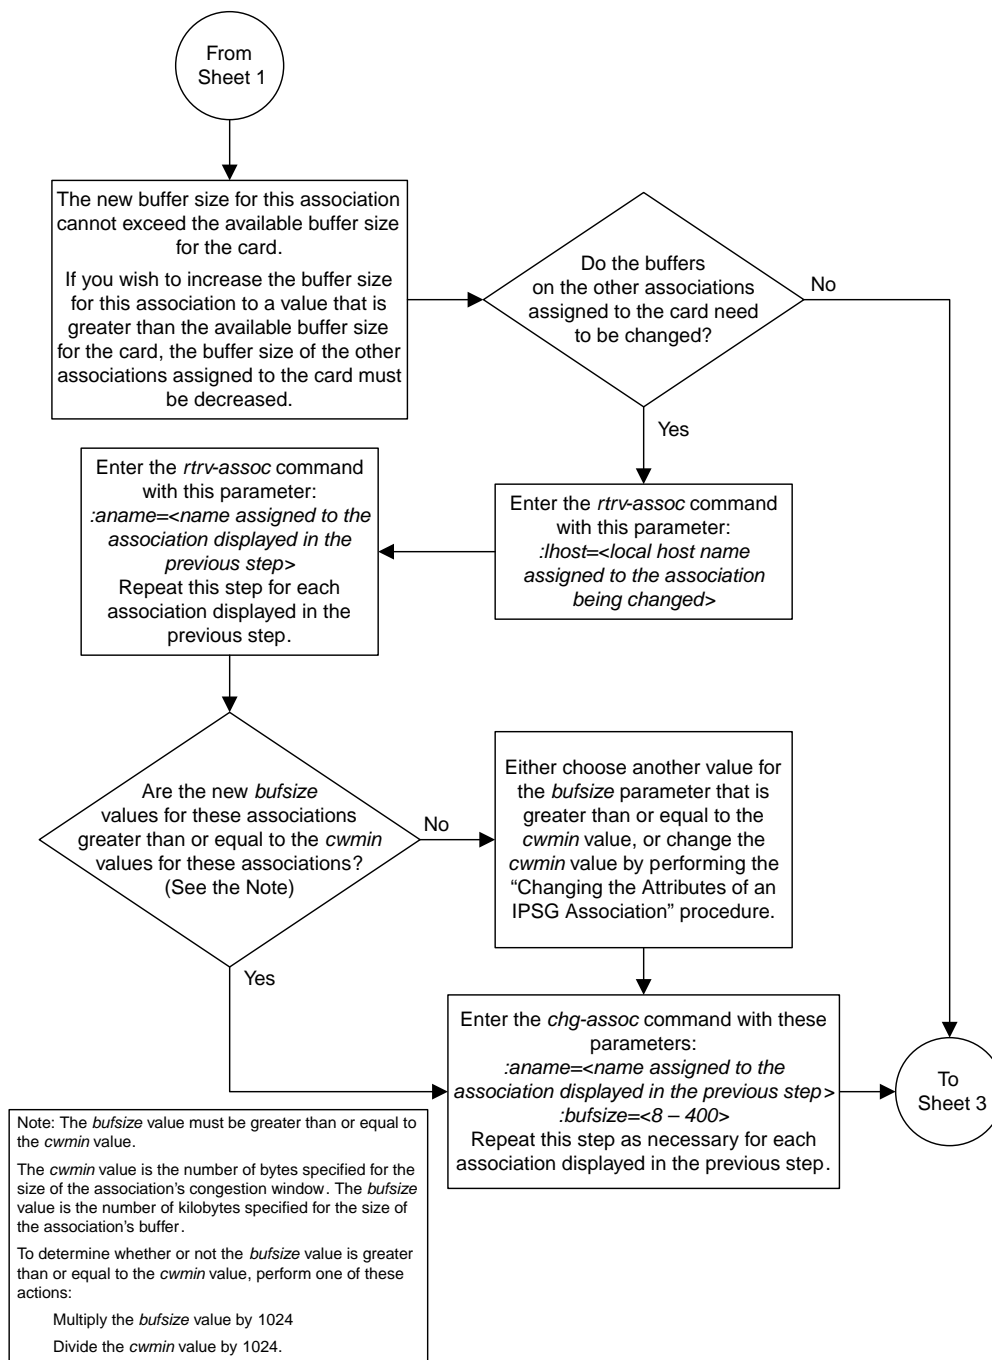 From
Sheet 1
The new buffer size for this association
cannot exceed the available buffer size
for the card.
If you wish to increase the buffer size
for this association to a value that is
greater than the available buffer size
for the card, the buffer size of the other
associations assigned to the card must
be decreased.
Do the buffers
on the other associations
assigned to the card need
to be changed?
No
Yes
Enter the rtrv-assoc command
with this parameter:
:lhost=<local host name
assigned to the association
being changed>
Enter the rtrv-assoc command
with this parameter:
:aname=<name assigned to the
association displayed in the
previous step>
Repeat this step for each
association displayed in the
previous step.
Are the new bufsize
values for these associations
greater than or equal to the cwmin
values for these associations?
(See the Note)
No
Yes
Either choose another value for
the bufsize parameter that is
greater than or equal to the
cwmin value, or change the
cwmin value by performing the
“Changing the Attributes of an
IPSG Association” procedure.
Enter the chg-assoc command with these
parameters:
:aname=<name assigned to the
association displayed in the previous step>
:bufsize=<8 – 400>
Repeat this step as necessary for each
association displayed in the previous step.
To
Sheet 3
Note: The bufsize value must be greater than or equal to
the cwmin value.
The cwmin value is the number of bytes specified for the
size of the association’s congestion window. The bufsize
value is the number of kilobytes specified for the size of
the association’s buffer.
To determine whether or not the bufsize value is greater
than or equal to the cwmin value, perform one of these
actions:
Multiply the bufsize value by 1024
Divide the cwmin value by 1024.